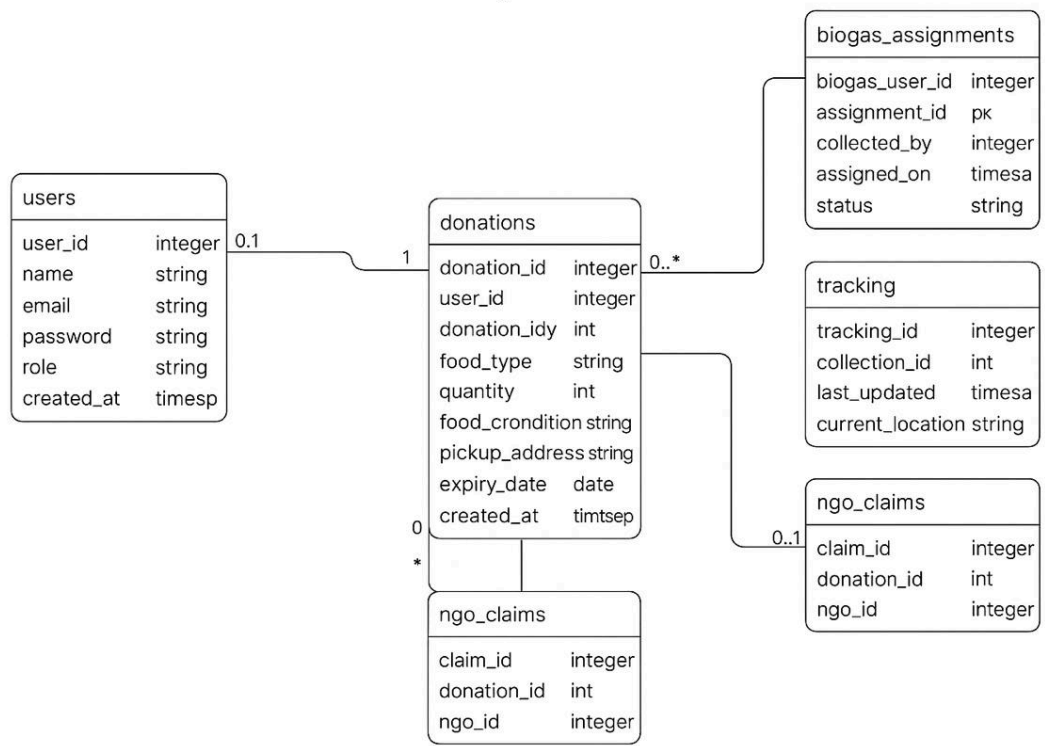 biogas_assignments
biogas_user_id integer
assignment_id рк
collected_by integer
assigned_on timesa
status string
users
user_id integer
name string
email string
password string
role string
created_at timesp
0.1
1
donations
donation_id integer
user_id integer
donation_idy int
food_type string
quantity int
food_crondition string
pickup_address string
expiry_date date
created_at timtsep
0..*
0
*
0..1
tracking
tracking_id integer
collection_id int
last_updated timesa
current_location string
ngo_claims
claim_id integer
donation_id int
ngo_id integer
ngo_claims
claim_id integer
donation_id int
ngo_id integer